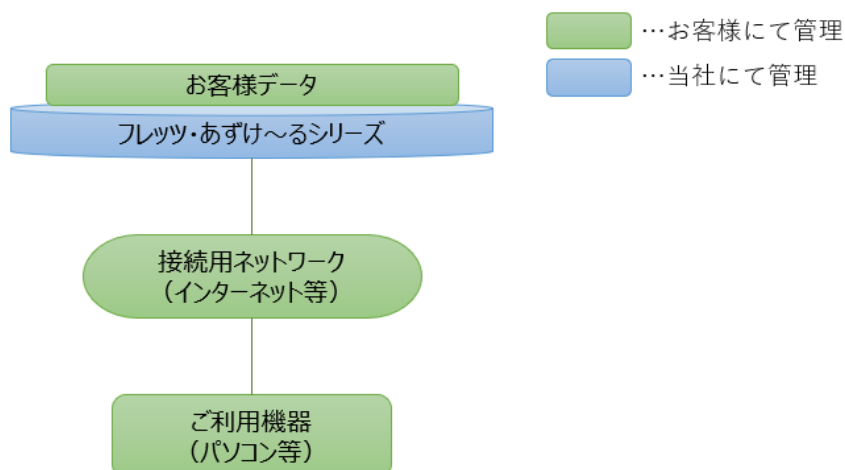 …お客様にて管理
…当社にて管理
お客様データ
フレッツ・あずけ～るシリーズ
接続用ネットワーク
（インターネット等）
ご利用機器
（パソコン等）